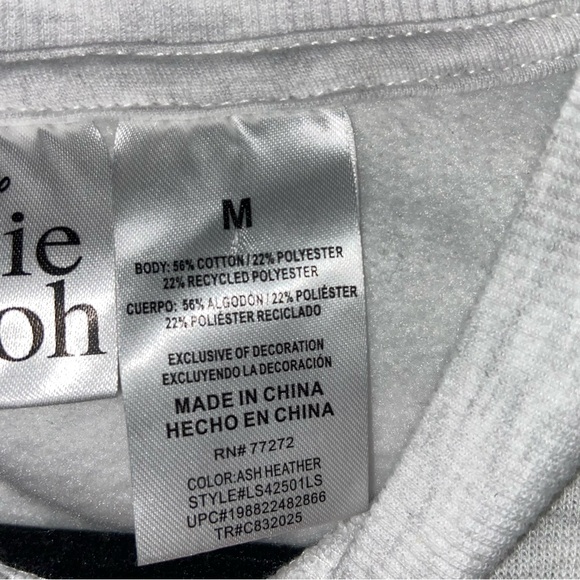 ie
oh
M
BODY: 56% COTTON / 22% POLYESTER
22% RECYCLED POLYESTER
CUERPO: 56% ALGODÓN / 22% POLIÉSTER
22% POLIÉSTER RECICLADO
EXCLUSIVE OF DECORATION
EXCLUYENDO LA DECORACIÓN
MADE IN CHINA
HECHO EN CHINA
RN# 77272
COLOR:ASH HEATHER
STYLE#LS42501LS
UPC#198822482866
TR#C832025